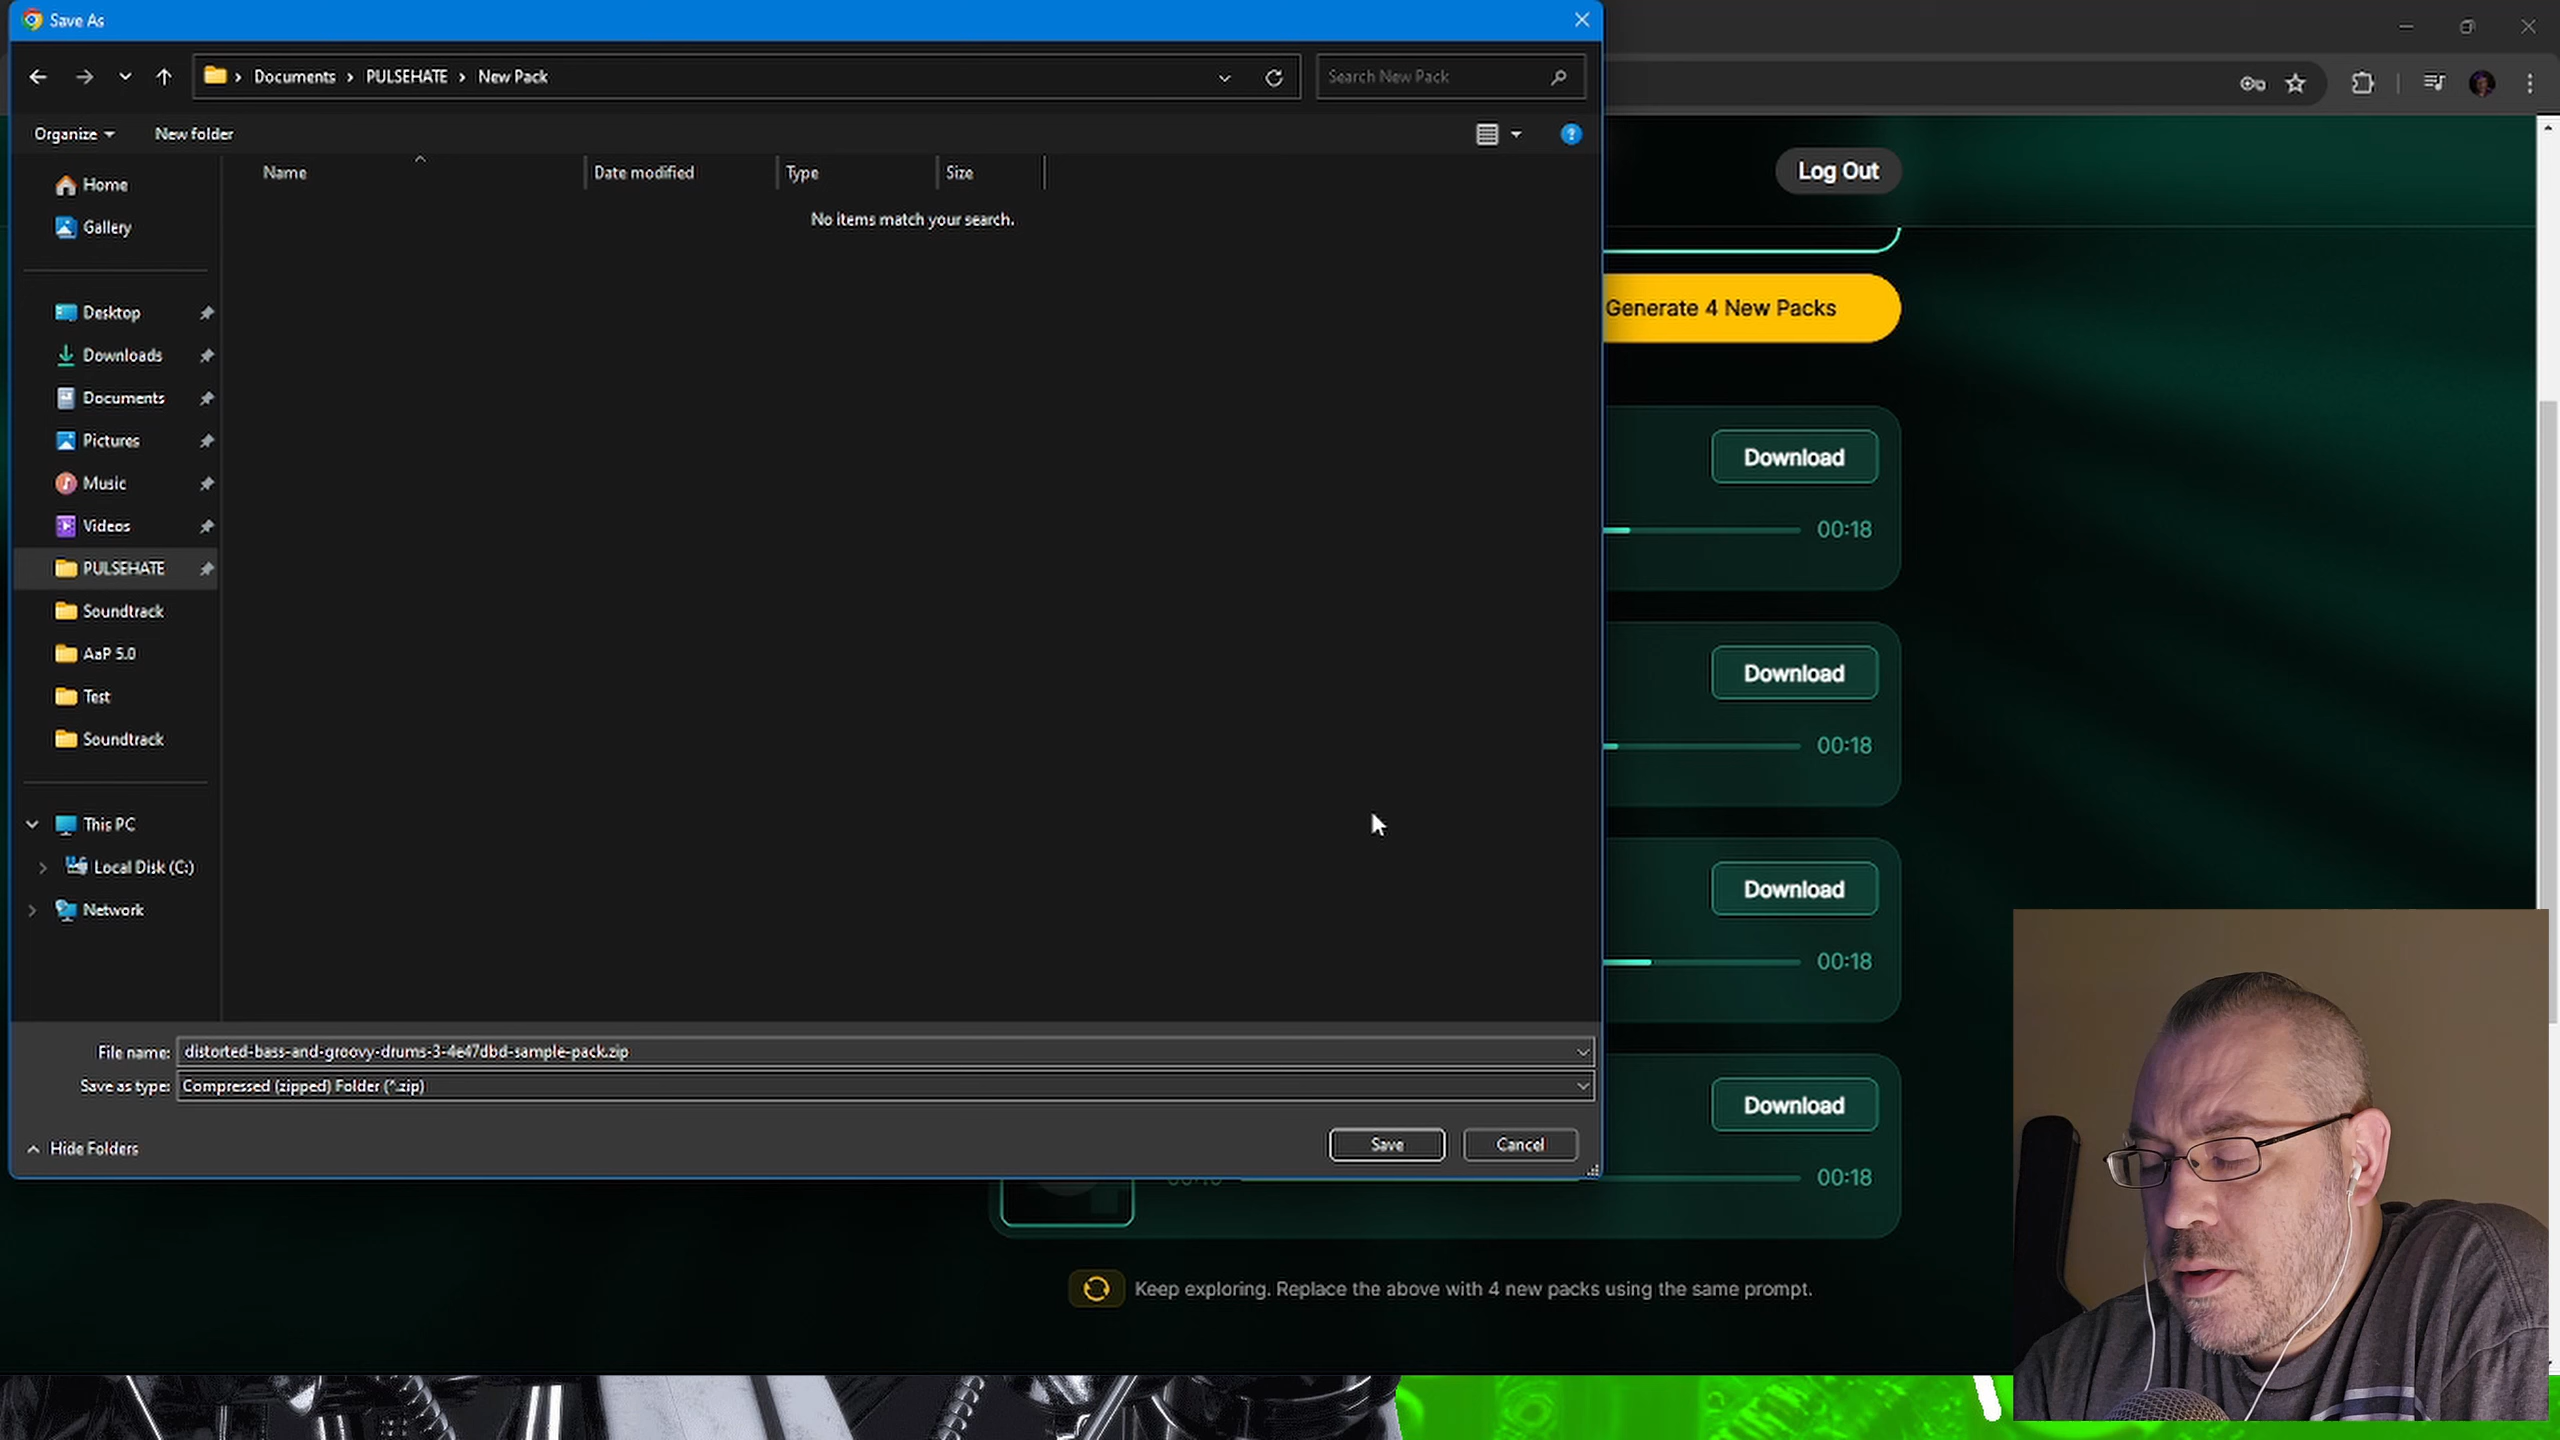 Save As
Documents > PULSEHATE > New Pack
Search New Pack
Organize
New folder
Name
Date modified
Type
Size
No items match your search.
Home
Gallery
Desktop
Downloads
Documents
Pictures
Music
Videos
PULSEHATE
Soundtrack
AaP 5.0
Test
Soundtrack
This PC
Local Disk (C:)
Network
File name: distorted-bass-and-groovy-drums-3-4e47dbd-sample-pack.zip
Save as type: Compressed (zipped) Folder (*.zip)
Hide Folders
Save
Cancel
Log Out
Generate 4 New Packs
Download
00:18
Download
00:18
Download
00:18
Download
00:18
Keep exploring. Replace the above with 4 new packs using the same prompt.